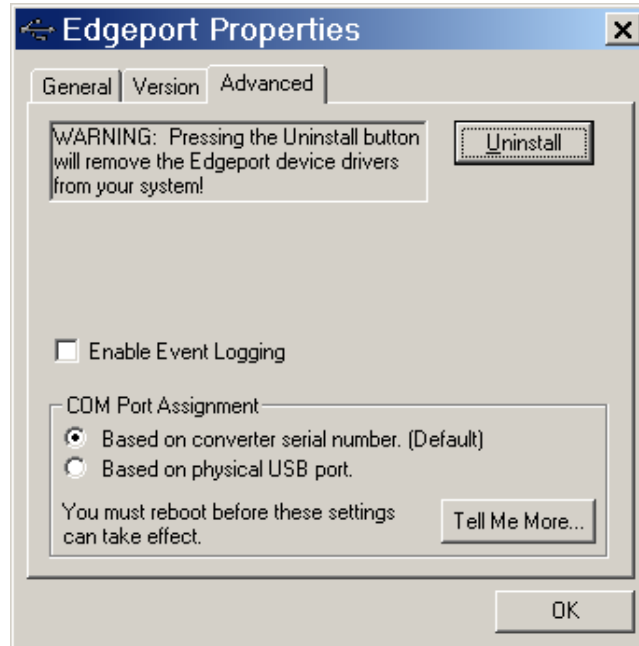 Edgeport Properties
General
Version
Advanced
WARNING: Pressing the Uninstall button
will remove the Edgeport device drivers
from your system!
Uninstall
Enable Event Logging
COM Port Assignment
Based on converter serial number. (Default)
Based on physical USB port.
You must reboot before these settings
can take effect.
Tell Me More...
OK